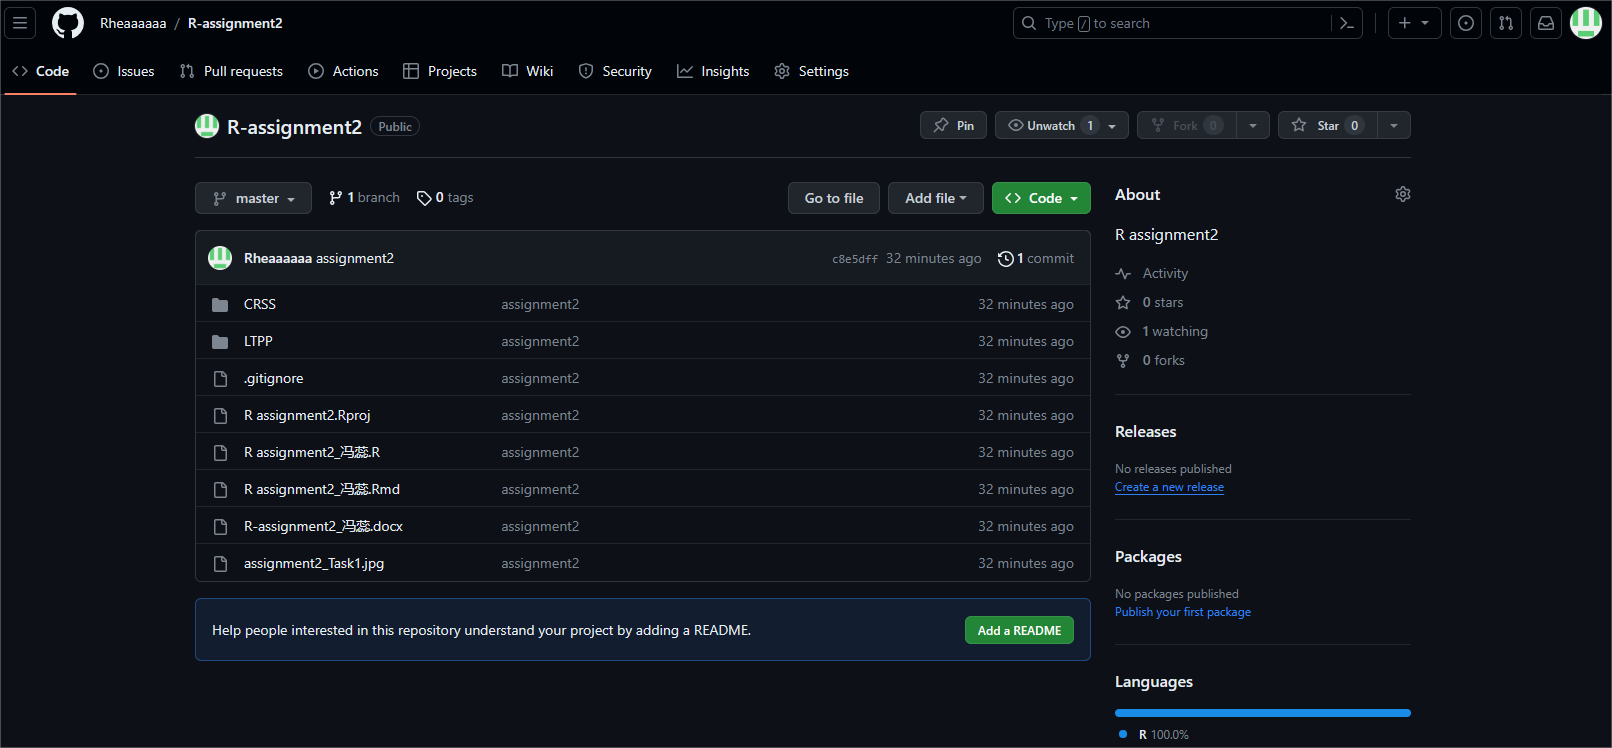 Rheaaaaaa / R-assignment2
Type / to search
Code
Issues
Pull requests
Actions
Projects
Wiki
Security
Insights
Settings
R-assignment2 Public
Pin
Unwatch 1
Fork 0
Star 0
master
1 branch
0 tags
Go to file
Add file
Code
Rheaaaaaa assignment2 c8e5dff 32 minutes ago 1 commit
CRSS assignment2 32 minutes ago
LTPP assignment2 32 minutes ago
.gitignore assignment2 32 minutes ago
R assignment2.Rproj assignment2 32 minutes ago
R assignment2_冯蕊.R assignment2 32 minutes ago
R assignment2_冯蕊.Rmd assignment2 32 minutes ago
R-assignment2_冯蕊.docx assignment2 32 minutes ago
assignment2_Task1.jpg assignment2 32 minutes ago
Help people interested in this repository understand your project by adding a README.
Add a README
About
R assignment2
Activity
0 stars
1 watching
0 forks
Releases
No releases published
Create a new release
Packages
No packages published
Publish your first package
Languages
R 100.0%